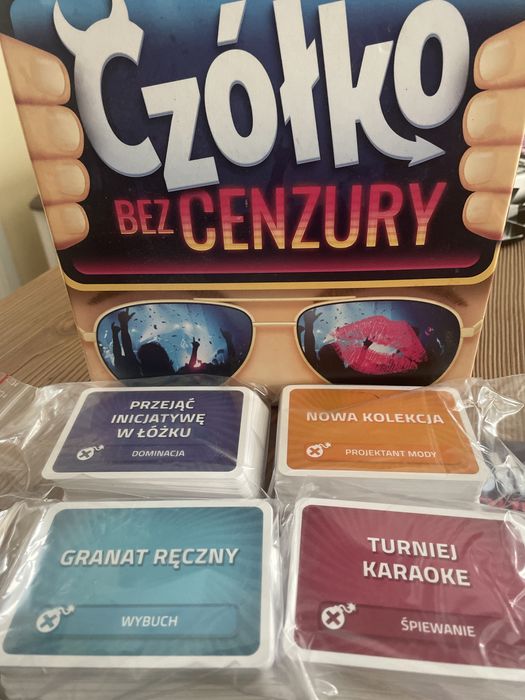 Czółko
BEZ CENZURY
PRZEJĄĆ
INICJATYWĘ
W ŁÓŻKU
DOMINACJA
NOWA KOLEKCJA
PROJEKTANT MODY
GRANAT RĘCZNY
WYBUCH
TURNIEJ
KARAOKE
ŚPIEWANIE